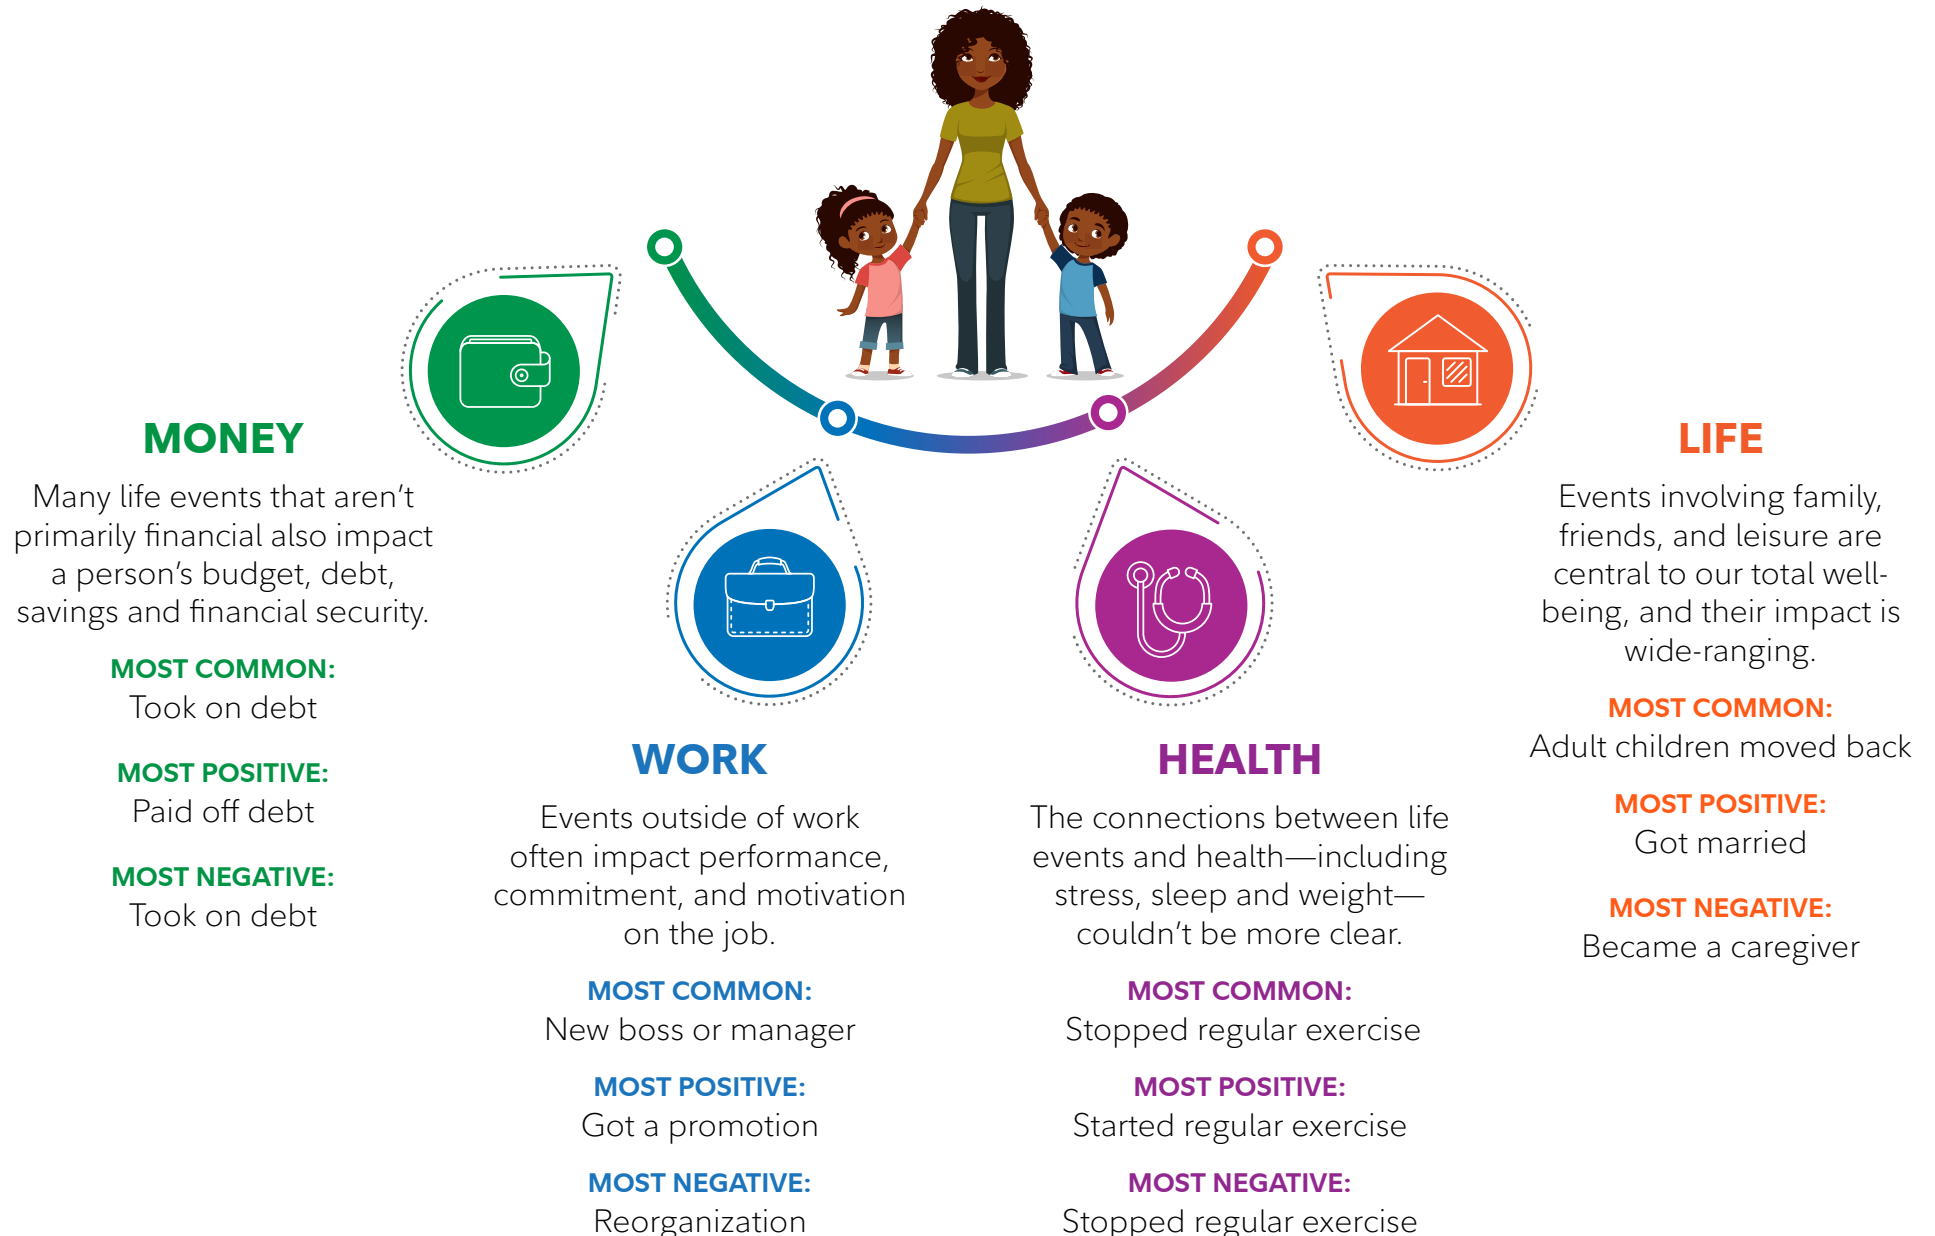 MONEY
Many life events that aren’t
primarily financial also impact
a person’s budget, debt,
savings and financial security.
MOST COMMON:
Took on debt
MOST POSITIVE:
Paid off debt
MOST NEGATIVE:
Took on debt
WORK
Events outside of work
often impact performance,
commitment, and motivation
on the job.
MOST COMMON:
New boss or manager
MOST POSITIVE:
Got a promotion
MOST NEGATIVE:
Reorganization
HEALTH
The connections between life
events and health—including
stress, sleep and weight—
couldn’t be more clear.
MOST COMMON:
Stopped regular exercise
MOST POSITIVE:
Started regular exercise
MOST NEGATIVE:
Stopped regular exercise
LIFE
Events involving family,
friends, and leisure are
central to our total well-
being, and their impact is
wide-ranging.
MOST COMMON:
Adult children moved back
MOST POSITIVE:
Got married
MOST NEGATIVE:
Became a caregiver